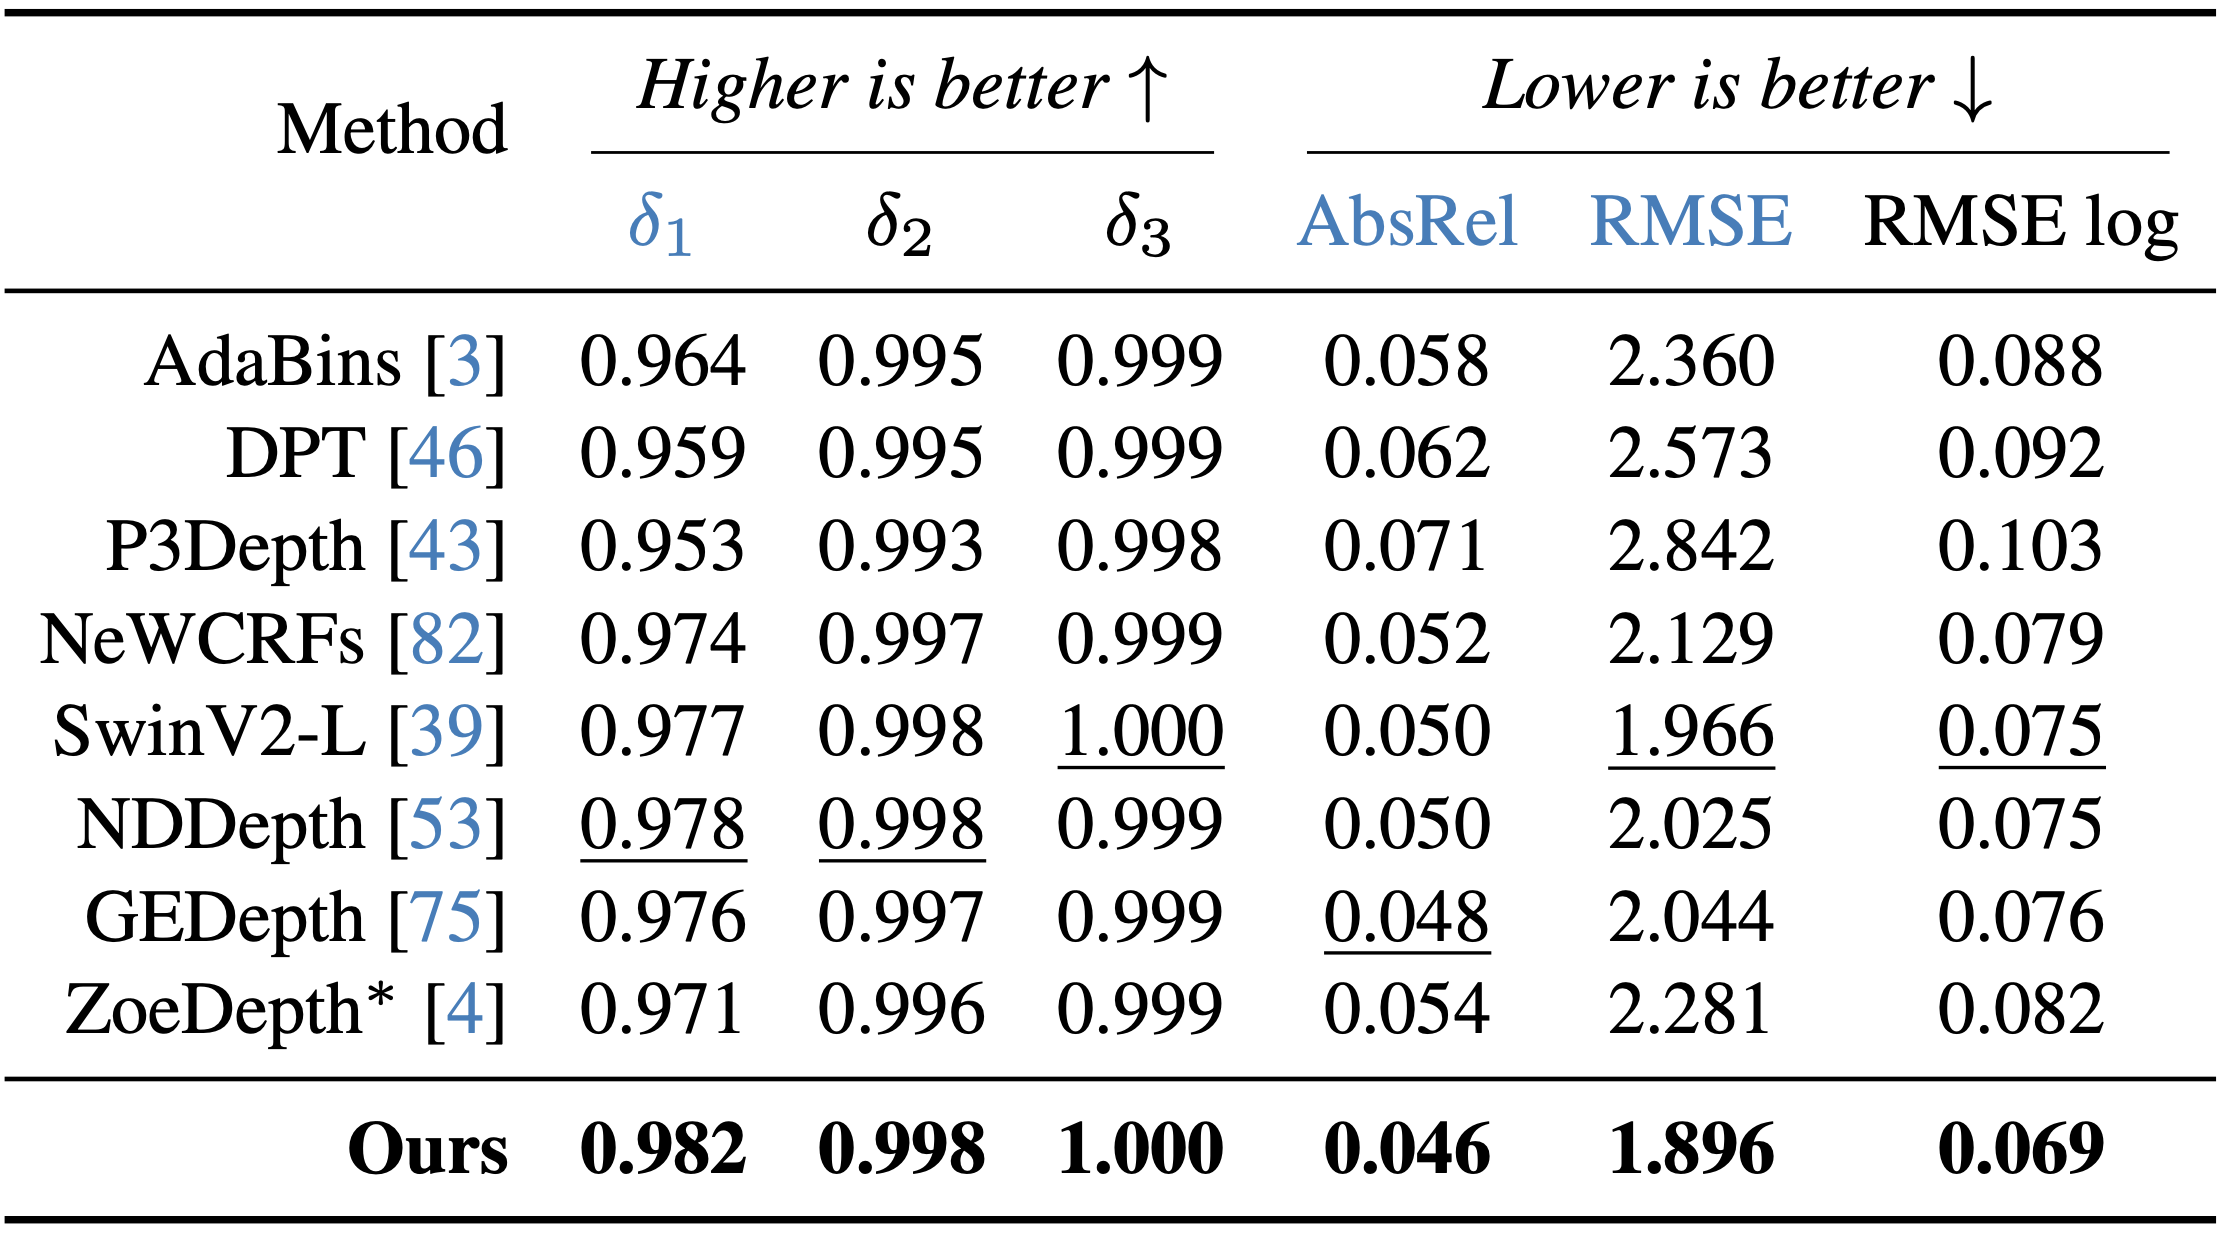 Method Higher is better ↑ Lower is better ↓
δ1 δ2 δ3 AbsRel RMSE RMSE log
AdaBins [3] 0.964 0.995 0.999 0.058 2.360 0.088
DPT [46] 0.959 0.995 0.999 0.062 2.573 0.092
P3Depth [43] 0.953 0.993 0.998 0.071 2.842 0.103
NeWCRFs [82] 0.974 0.997 0.999 0.052 2.129 0.079
SwinV2-L [39] 0.977 0.998 1.000 0.050 1.966 0.075
NDDepth [53] 0.978 0.998 0.999 0.050 2.025 0.075
GEDepth [75] 0.976 0.997 0.999 0.048 2.044 0.076
ZoeDepth* [4] 0.971 0.996 0.999 0.054 2.281 0.082
Ours 0.982 0.998 1.000 0.046 1.896 0.069